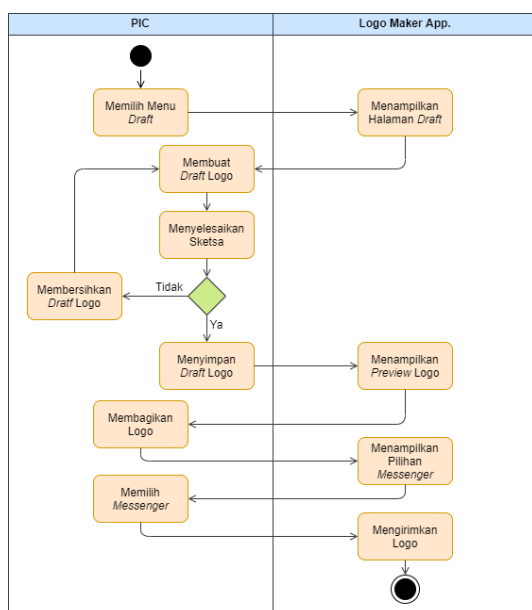 PIC
Logo Maker App.
Memilih Menu
Draft
Menampilkan
Halaman Draft
Membuat
Draft Logo
Menyelesaikan
Sketsa
Tidak
Membersihkan
Dratf Logo
Ya
Menyimpan
Draft Logo
Menampilkan
Preview Logo
Membagikan
Logo
Menampilkan
Pilihan
Messenger
Memilih
Messenger
Mengirimkan
Logo